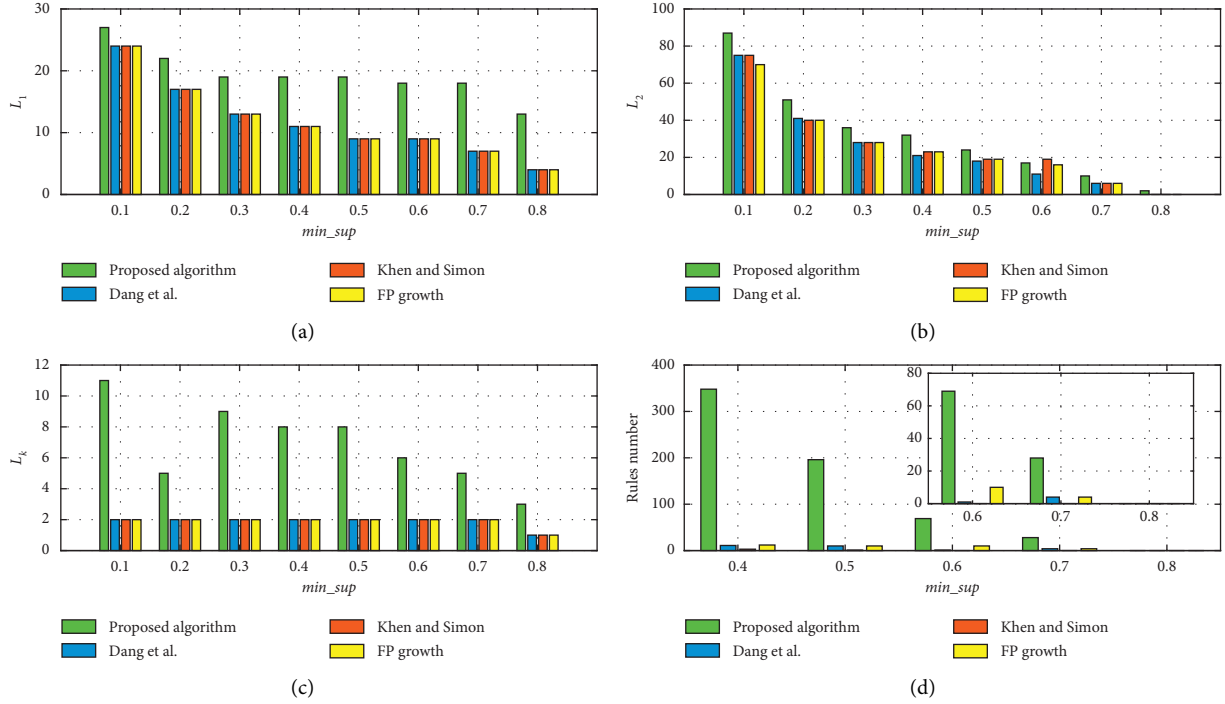 30
20
10
0
L1
0.1 0.2 0.3 0.4 0.5 0.6 0.7 0.8
min_sup
Proposed algorithm
Dang et al.
Khen and Simon
FP growth
(a)
100
80
60
40
20
0
L2
0.1 0.2 0.3 0.4 0.5 0.6 0.7 0.8
min_sup
Proposed algorithm
Dang et al.
Khen and Simon
FP growth
(b)
12
10
8
6
4
2
0
Lk
0.1 0.2 0.3 0.4 0.5 0.6 0.7 0.8
min_sup
Proposed algorithm
Dang et al.
Khen and Simon
FP growth
(c)
400
300
200
100
0
Rules number
80
60
40
20
0
0.6 0.7 0.8
0.4 0.5 0.6 0.7 0.8
min_sup
Proposed algorithm
Dang et al.
Khen and Simon
FP growth
(d)